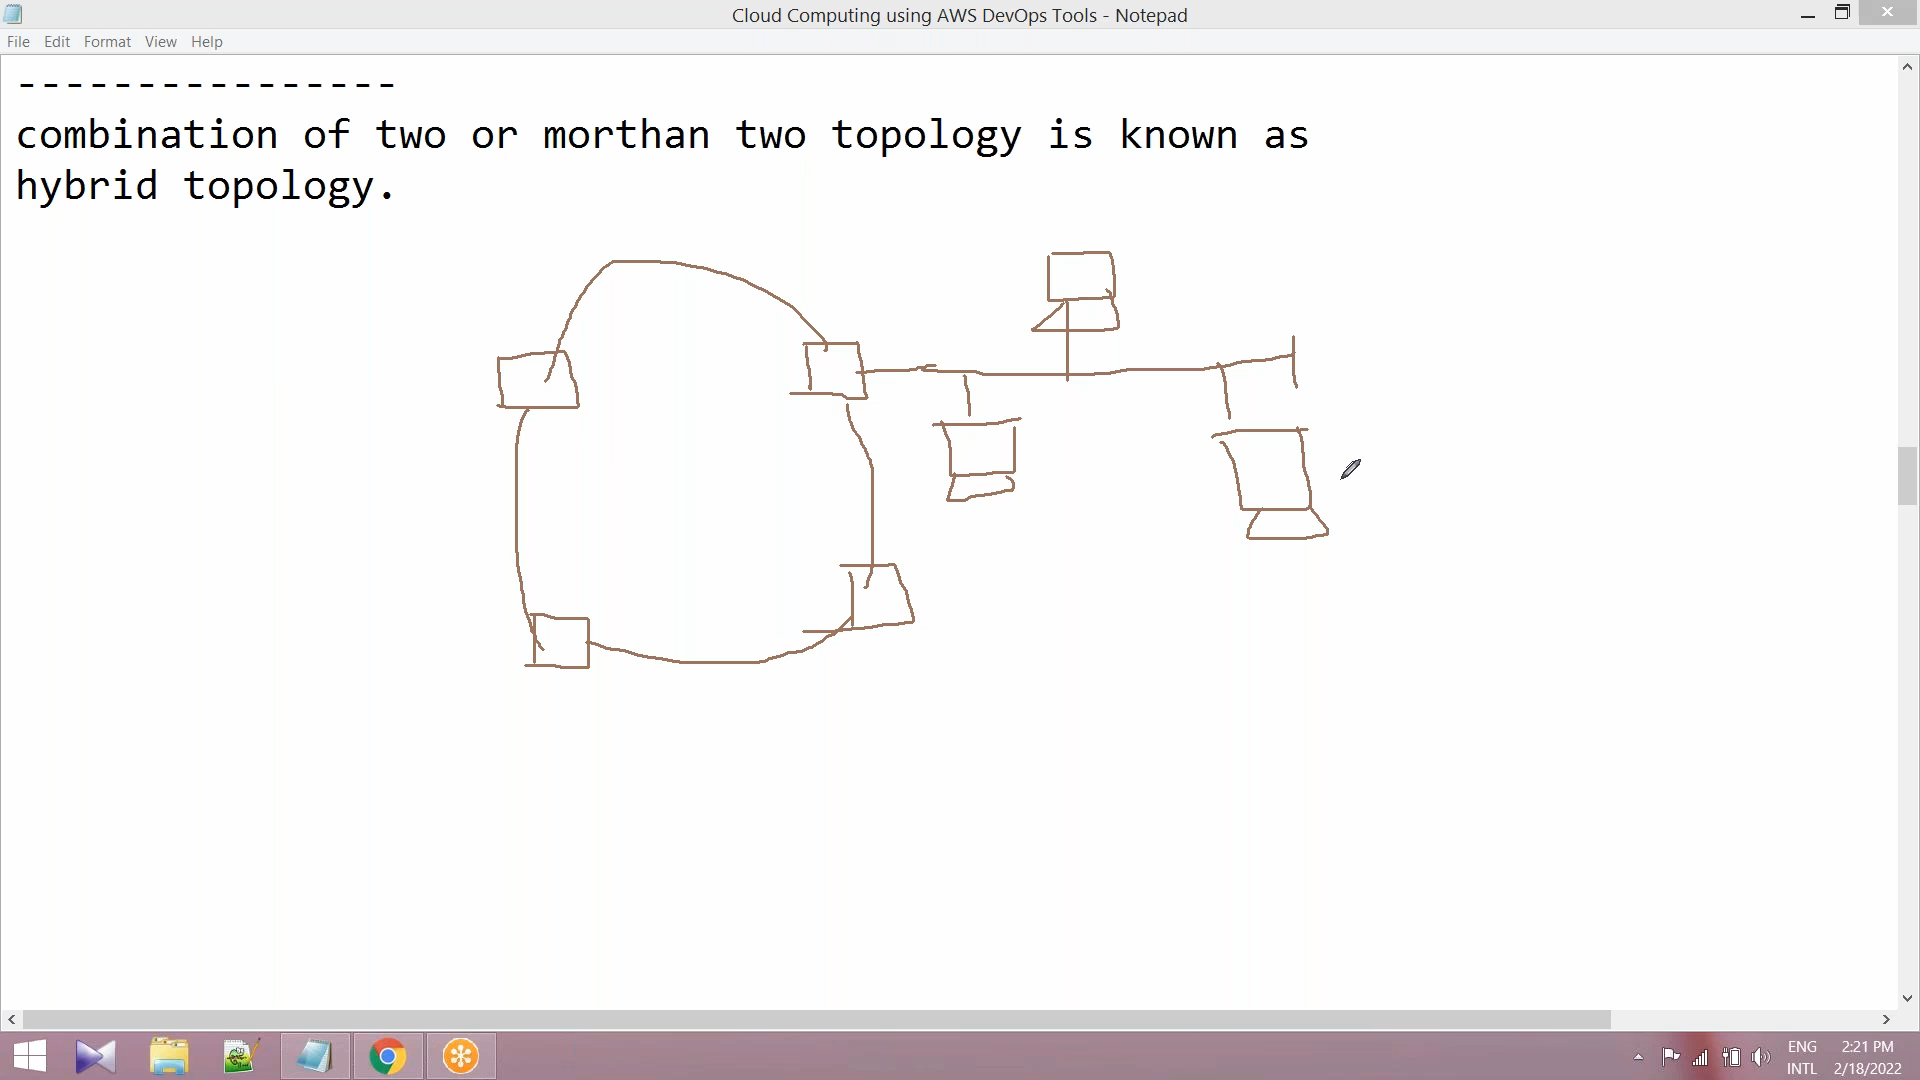 Cloud Computing using AWS DevOps Tools - Notepad
File Edit Format View Help
----------------
combination of two or morthan two topology is known as
hybrid topology.
ENG 2:21 PM
INTL 2/18/2022